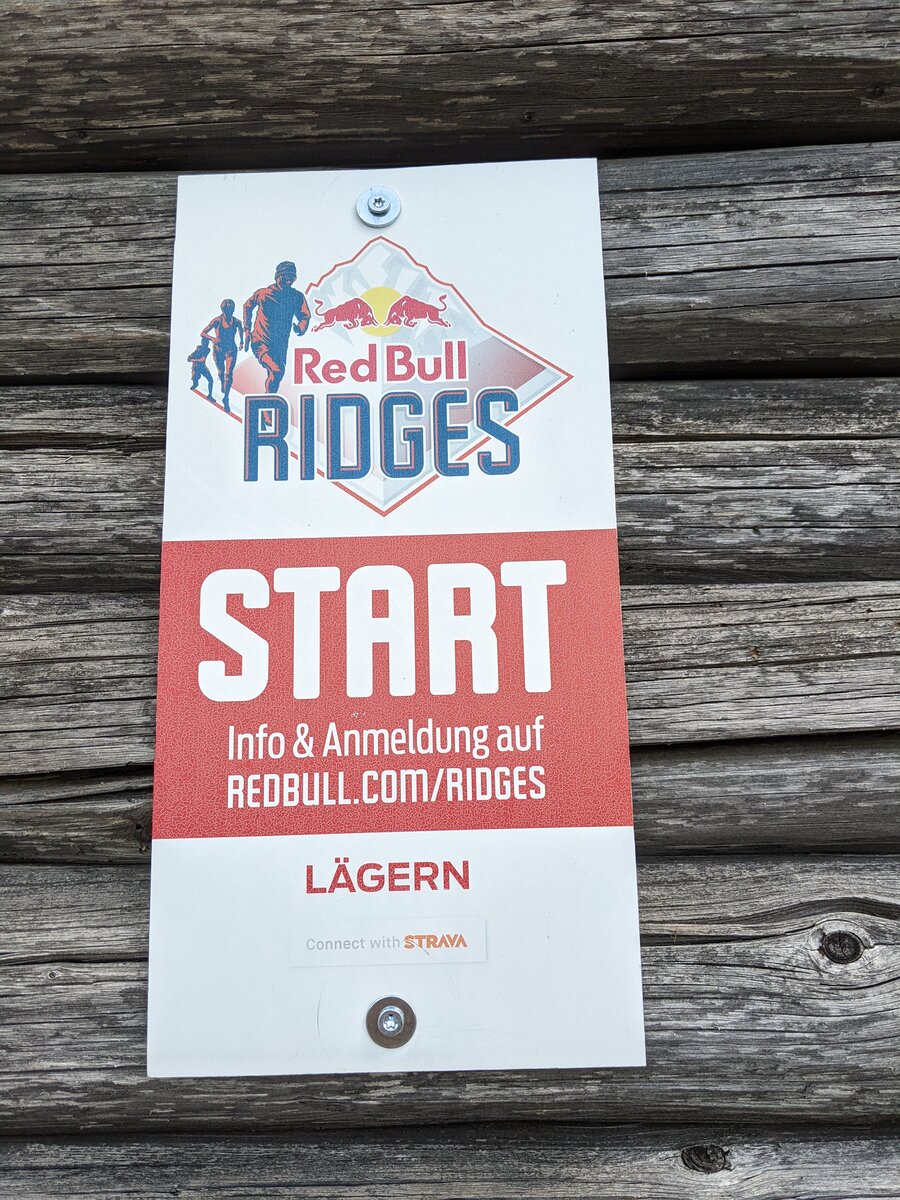 Red Bull
RIDGES
START
Info & Anmeldung auf
REDBULL.COM/RIDGES
LÄGERN
Connect with STRAVA